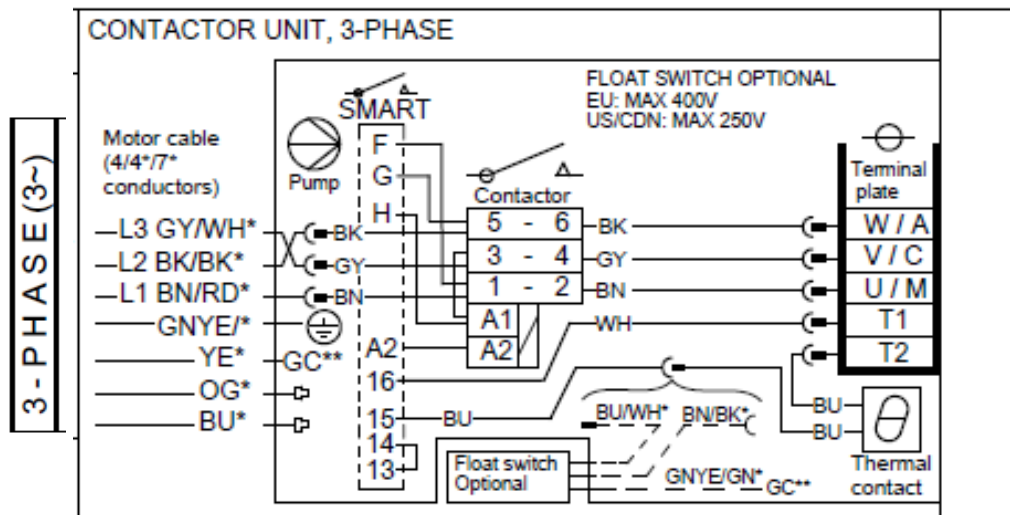 CONTACTOR UNIT, 3-PHASE
3 - P H A S E (3~)
FLOAT SWITCH OPTIONAL
EU: MAX 400V
US/CDN: MAX 250V
SMART
Motor cable
(4/4*/7*
conductors)
Pump
F
G
H
Contactor
Terminal
plate
L3 GY/WH*
BK
5 - 6
BK
W / A
L2 BK/BK*
GY
3 - 4
GY
V / C
L1 BN/RD*
BN
1 - 2
BN
U / M
GNYE/*
A1
WH
T1
YE*
GC**
A2
A2
T2
OG*
16
BU*
15
BU
BU/WH*
BN/BK*
BU
BU
14
13
Float switch
Optional
GNYE/GN*
GC**
Thermal
contact